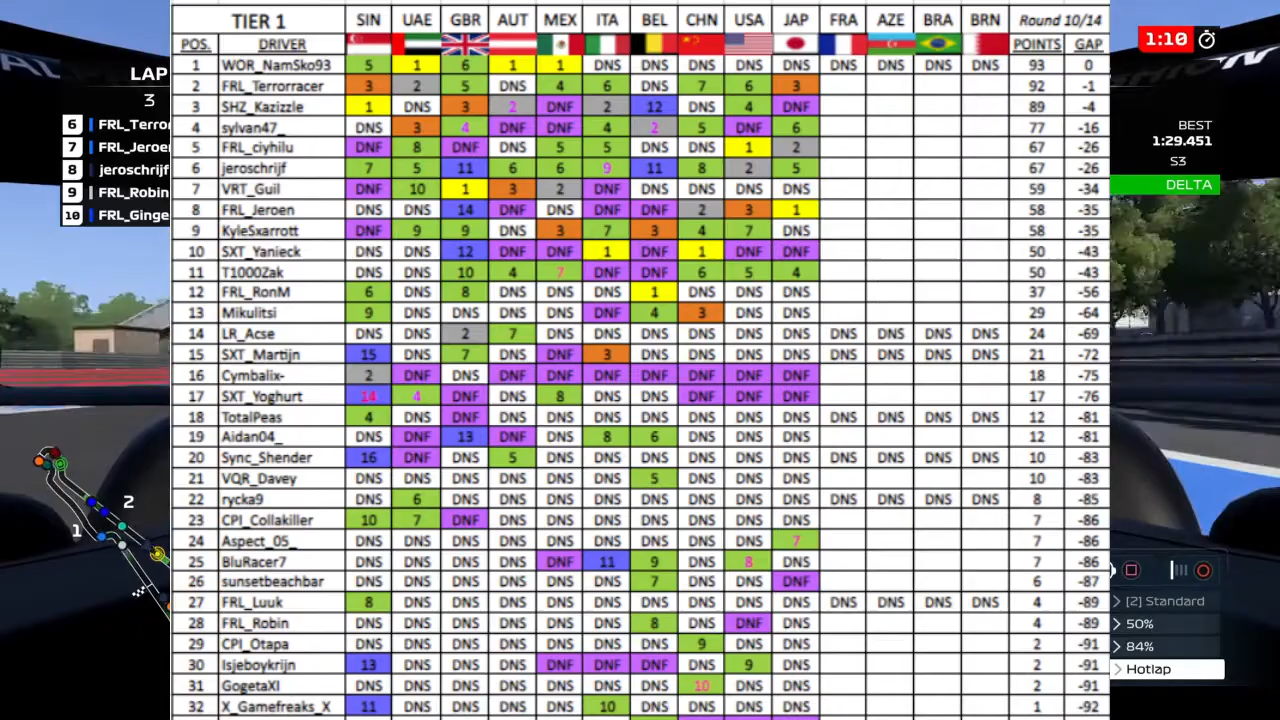 TIER 1 SIN UAE GBR AUT MEX ITA BEL CHN USA JAP FRA AZE BRA BRN Round 10/14
POS. DRIVER POINTS GAP
1 WOR_NamSko93 5 1 6 1 1 DNS DNS DNS DNS DNS DNS DNS DNS DNS 93 0
2 FRL_Terrorracer 3 2 5 DNS 4 6 DNS 7 6 3 92 -1
3 SHZ_Kazizzle 1 DNS 3 2 DNF 2 12 DNS 4 DNF 89 -4
4 sylvan47_ DNS 3 4 DNF DNF 4 2 5 DNF 6 77 -16
5 FRL_ciyhilu DNF 8 DNF DNS 5 5 DNS DNS 1 2 67 -26
6 jeroschrijf 7 5 11 6 6 9 11 8 2 5 67 -26
7 VRT_Guil DNF 10 1 3 2 DNF DNS DNS DNS DNS 59 -34
8 FRL_Jeroen DNS DNS 14 DNF DNS DNF DNF 2 3 1 58 -35
9 KyleSxarrott DNF 9 9 DNF 3 7 3 4 7 DNS 58 -35
10 SXT_Yanieck DNS DNS 12 DNF DNF 1 DNF 1 DNF DNF 50 -43
11 T1000Zak DNS DNS 10 4 7 DNF DNF 6 5 4 50 -43
12 FRL_RonM 6 DNS 8 DNS DNS DNS 1 DNS DNS DNS 37 -56
13 Mikulitsi 9 DNS DNS DNS DNS DNF 4 3 DNS DNS 29 -64
14 LR_Acse DNS DNS 2 7 DNS DNS DNS DNS DNS DNS DNS DNS DNS DNS 24 -69
15 SXT_Martijn 15 DNS 7 DNS DNF 3 DNS DNS DNS DNS DNS DNS DNS DNS 21 -72
16 Cymbalix- 2 DNF DNS DNF DNF DNF DNF DNF DNF DNF 18 -75
17 SXT_Yoghurt 14 4 DNF DNS 8 DNS DNS DNF DNF DNF 17 -76
18 TotalPeas 4 DNS DNF DNS DNS DNS DNS DNS DNS DNS DNS DNS DNS DNS 12 -81
19 Aidan04_ DNS DNF 13 DNF DNS 8 6 DNS DNS DNS 12 -81
20 Sync_Shender 16 DNF DNS 5 DNS DNS DNS DNS DNS DNS DNS DNS DNS DNS 10 -83
21 VQR_Davey DNS DNS DNS DNS DNS DNS 5 DNS DNS DNS 10 -83
22 rycka9 DNS 6 DNS DNS DNS DNS DNS DNS DNS DNS DNS DNS DNS DNS 8 -85
23 CPI_Collakiller 10 7 DNF DNS DNS DNS DNS DNS DNS DNS 7 -86
24 Aspect_05_ DNS DNS DNS DNS DNS DNS DNS DNS DNS 7 7 -86
25 BluRacer7 DNS DNS DNS DNS DNF 11 9 DNS 8 DNS 7 -86
26 sunsetbeachbar DNS DNS DNS DNS DNS DNS 7 DNS DNS DNF 6 -87
27 FRL_Luuk 8 DNS DNS DNS DNS DNS DNS DNS DNS DNS DNS DNS DNS DNS 4 -89
28 FRL_Robin DNS DNS DNS DNS DNS DNS 8 DNS DNF DNS 4 -89
29 CPI_Otapa DNS DNS DNS DNS DNS DNS DNS 9 DNS DNS 2 -91
30 Isjeboykrijn 13 DNS DNS DNS DNF DNF DNF DNS 9 DNS 2 -91
31 GogetaXI DNS DNS DNS DNS DNS DNS DNS 10 DNS DNS 2 -91
32 X_Gamefreaks_X 11 DNS DNS DNS DNS 10 DNS DNS DNS DNS 1 -92
LAP
3
6 FRL_Terro
7 FRL_Jeroe
8 jeroschrijf
9 FRL_Robin
10 FRL_Ginge
2
1
1:10
BEST
1:29.451
S3
DELTA
[2] Standard
50%
84%
Hotlap